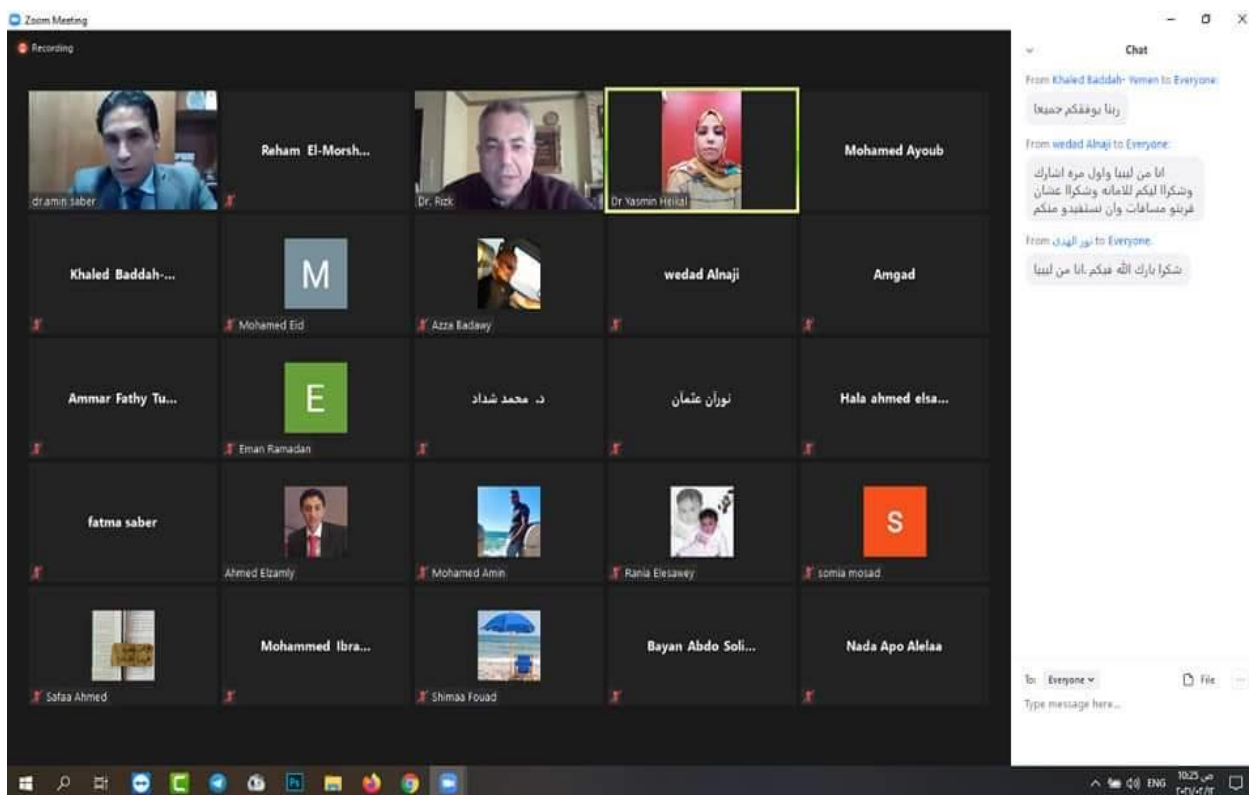 Zoom Meeting
Recording
dr.amin saber
Reham El-Morsh...
Dr. Rizk
Dr Yasmin Heikal
Mohamed Ayoub
Khaled Baddah-...
M
Mohamed Eid
Azza Badawy
wedad Alnaji
Amgad
Ammar Fathy Tu...
E
Eman Ramadan
د. محمد شداد
نورآن عثمآن
Hala ahmed elsa...
fatma saber
Ahmed Elzamly
Mohamed Amin
Rania Elesawey
S
somia mosad
Safaa Ahmed
Mohammed Ibra...
Shimaa Fouad
Bayan Abdo Soli...
Nada Apo Alelaa
Chat
From Khaled Baddah- Yemen to Everyone:
ربنا يوفقكم جميعا
From wedad Alnaji to Everyone:
انا من ليبيا واول مره اشارك
وشكراا ليكم للامانه وشكراا عشان
قربتو مسافات وان نستفيدو منكم
From نور الهدى to Everyone:
شكرا بارك الله فيكم .انا من ليبيا
To: Everyone
File
Type message here...
Ps
ENG
10:25 ص